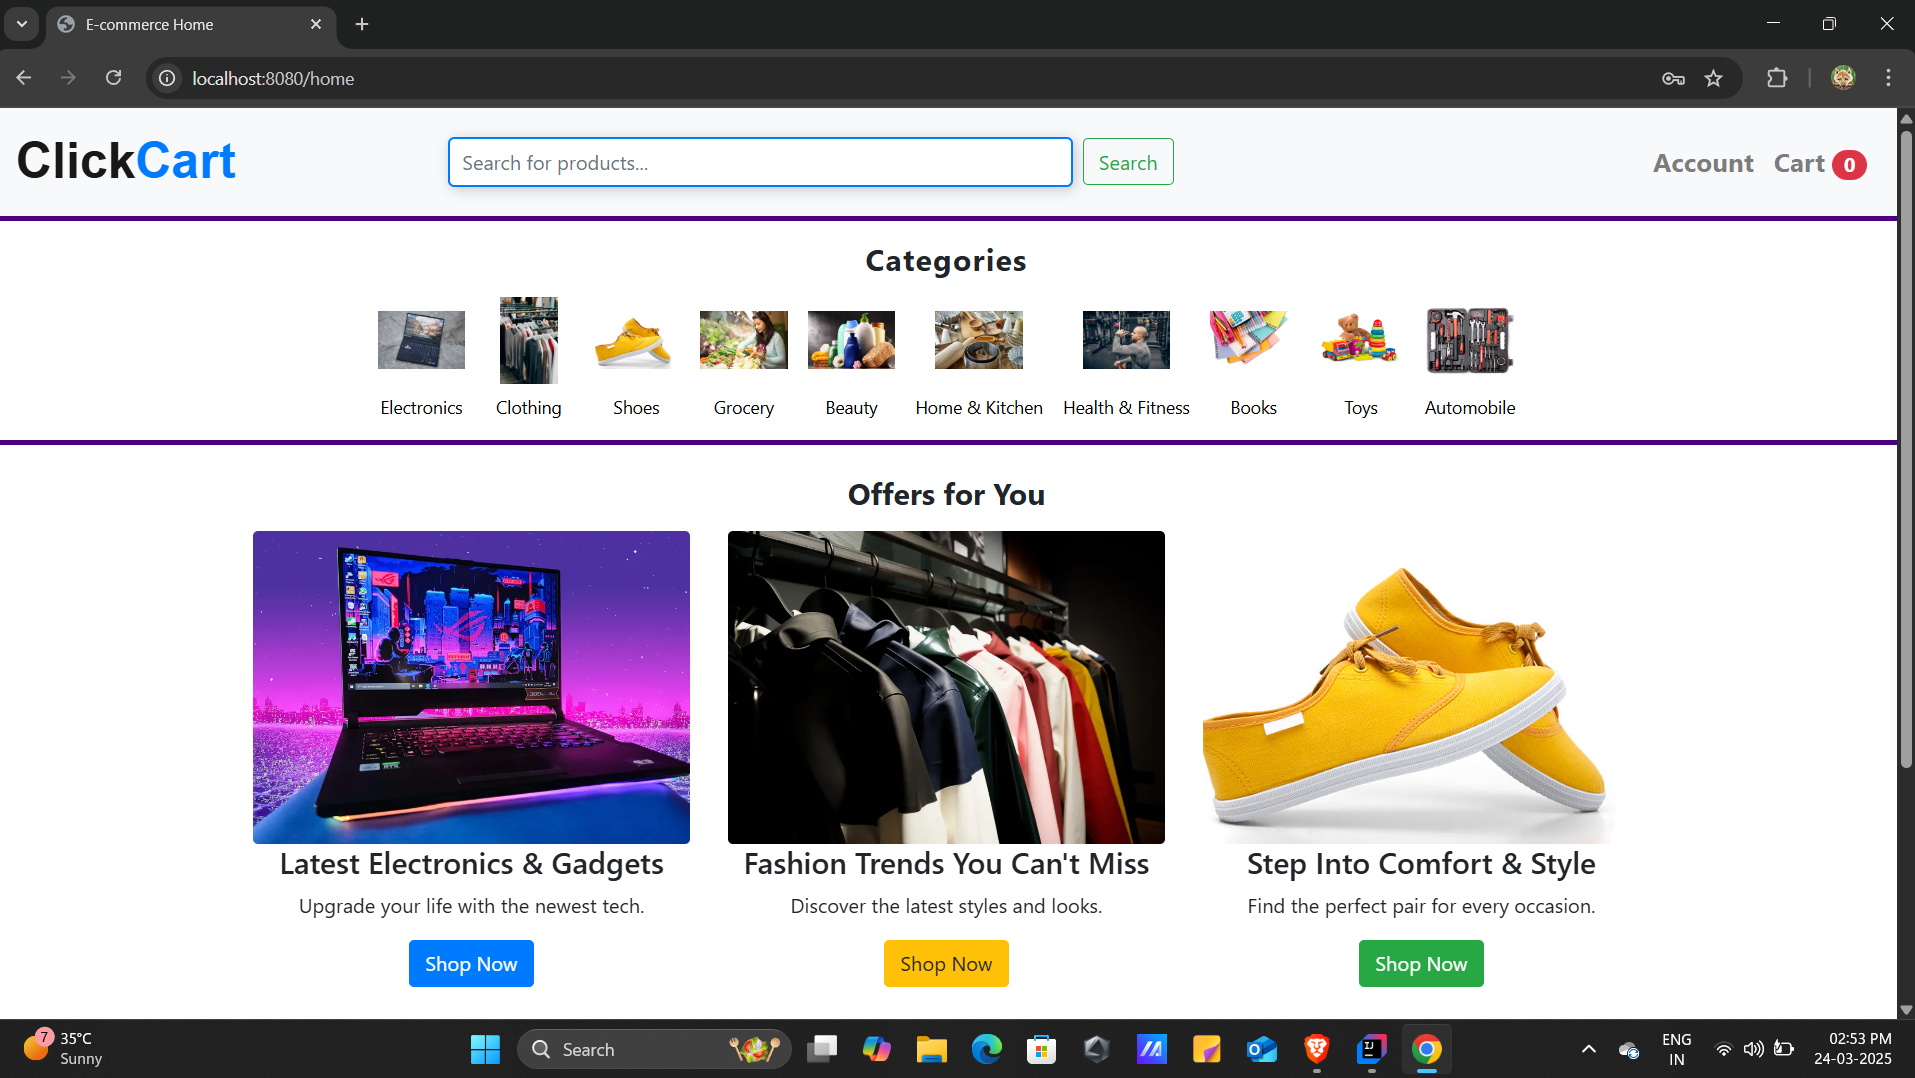 E-commerce Home
localhost:8080/home
ClickCart
Search for products...
Search
Account
Cart 0
Categories
Electronics
Clothing
Shoes
Grocery
Beauty
Home & Kitchen
Health & Fitness
Books
Toys
Automobile
Offers for You
Latest Electronics & Gadgets
Upgrade your life with the newest tech.
Shop Now
Fashion Trends You Can't Miss
Discover the latest styles and looks.
Shop Now
Step Into Comfort & Style
Find the perfect pair for every occasion.
Shop Now
7
35°C
Sunny
Search
ENG
IN
02:53 PM
24-03-2025